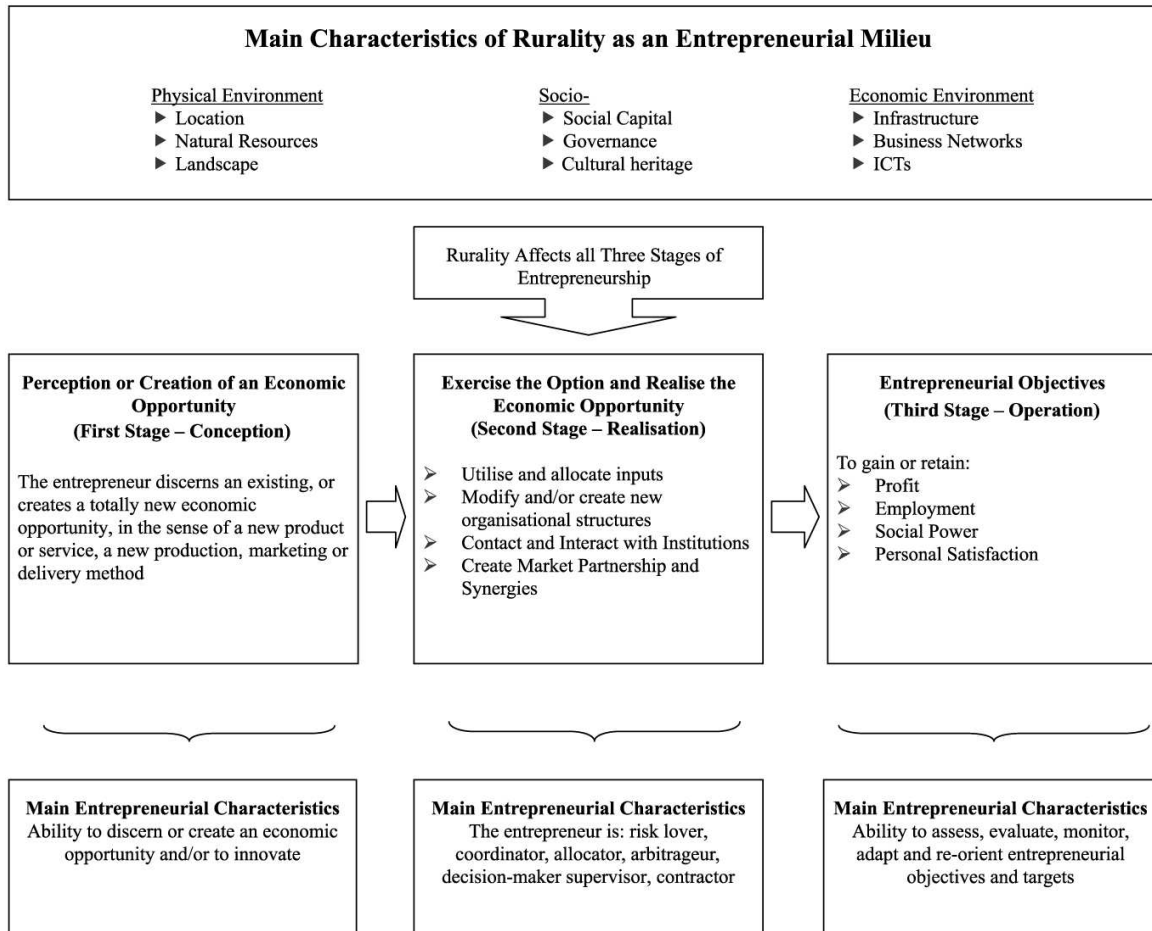 Main Characteristics of Rurality as an Entrepreneurial Milieu
Physical Environment
▶ Location
▶ Natural Resources
▶ Landscape
Socio-
▶ Social Capital
▶ Governance
▶ Cultural heritage
Economic Environment
▶ Infrastructure
▶ Business Networks
▶ ICTs
Rurality Affects all Three Stages of
Entrepreneurship
Perception or Creation of an Economic
Opportunity
(First Stage – Conception)
The entrepreneur discerns an existing, or
creates a totally new economic
opportunity, in the sense of a new product
or service, a new production, marketing or
delivery method
Exercise the Option and Realise the
Economic Opportunity
(Second Stage – Realisation)
➢ Utilise and allocate inputs
➢ Modify and/or create new
organisational structures
➢ Contact and Interact with Institutions
➢ Create Market Partnership and
Synergies
Entrepreneurial Objectives
(Third Stage – Operation)
To gain or retain:
➢ Profit
➢ Employment
➢ Social Power
➢ Personal Satisfaction
Main Entrepreneurial Characteristics
Ability to discern or create an economic
opportunity and/or to innovate
Main Entrepreneurial Characteristics
The entrepreneur is: risk lover,
coordinator, allocator, arbitrageur,
decision-maker supervisor, contractor
Main Entrepreneurial Characteristics
Ability to assess, evaluate, monitor,
adapt and re-orient entrepreneurial
objectives and targets